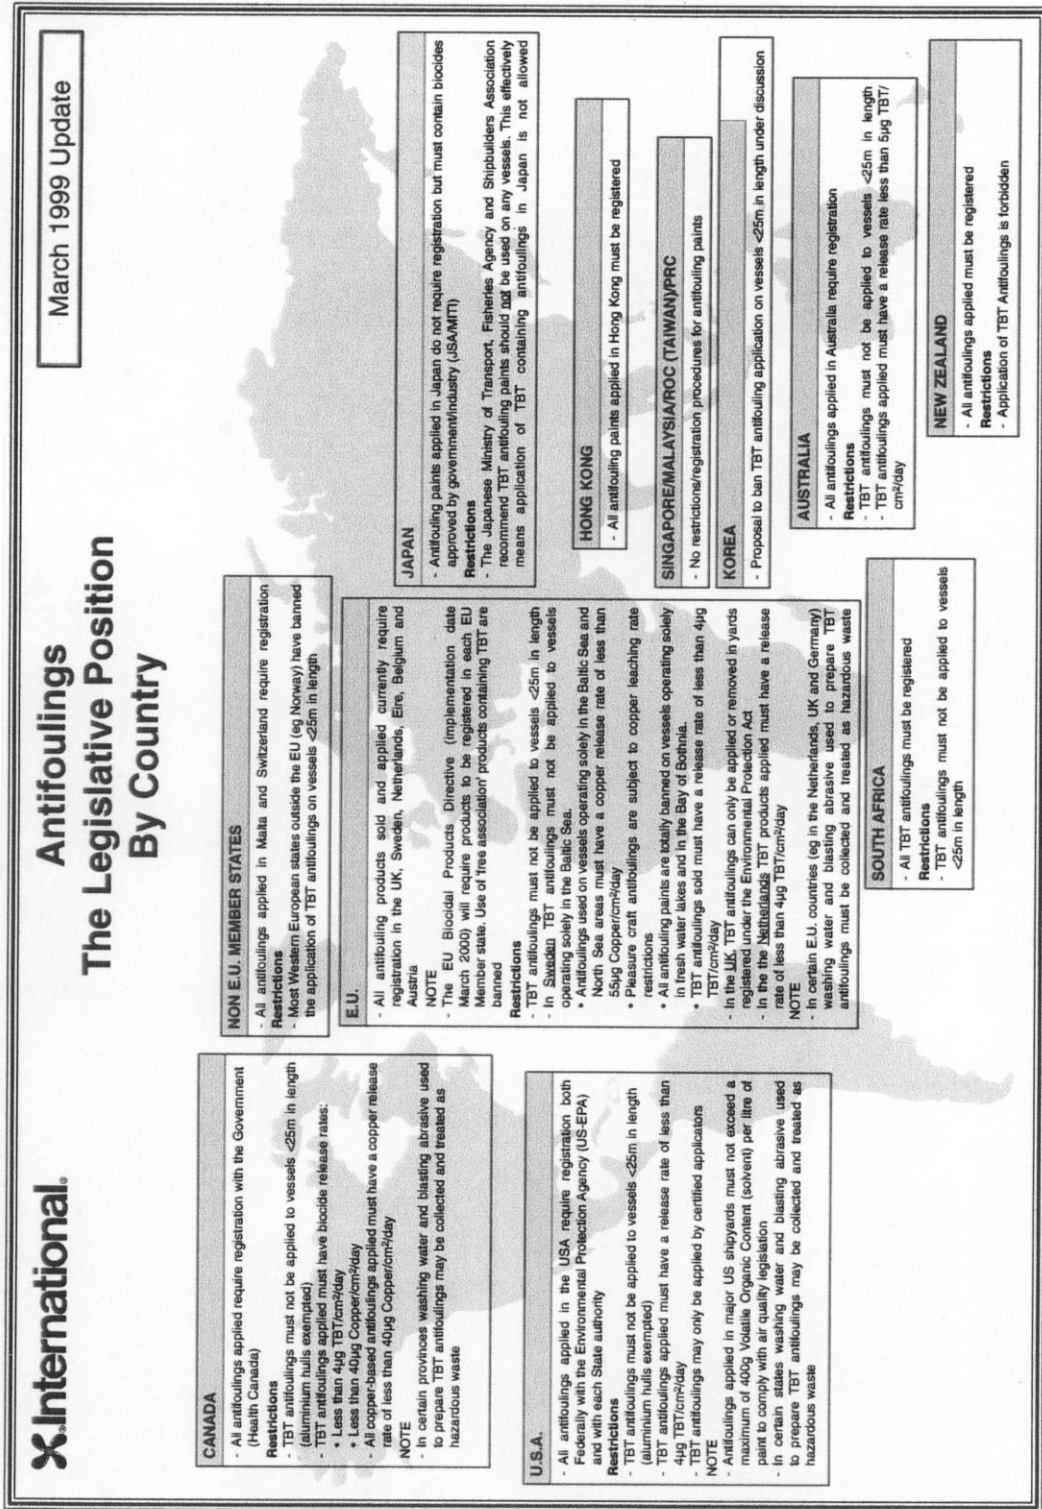 International.
Antifoulings
The Legislative Position
By Country
March 1999 Update
CANADA
- All antifoulings applied require registration with the Government
(Health Canada)
Restrictions
- TBT antifoulings must not be applied to vessels <25m in length
(aluminium hulls exempted)
- TBT antifoulings applied must have biocide release rates:
• Less than 4µg TBT/cm²/day
• Less than 40µg Copper/cm²/day
- All copper-based antifoulings applied must have a copper release
rate of less than 40µg Copper/cm²/day
NOTE
- In certain provinces washing water and blasting abrasive used
to prepare TBT antifoulings may be collected and treated as
hazardous waste
U.S.A.
- All antifoulings applied in the USA require registration both
Federally with the Environmental Protection Agency (US-EPA)
and with each State authority
Restrictions
- TBT antifoulings must not be applied to vessels <25m in length
(aluminium hulls exempted)
- TBT antifoulings applied must have a release rate of less than
4µg TBT/cm²/day
- TBT antifoulings may only be applied by certified applicators
NOTE
- Antifoulings applied in major US shipyards must not exceed a
maximum of 400g Volatile Organic Content (solvent) per litre of
paint to comply with air quality legislation
- In certain states washing water and blasting abrasive used
to prepare TBT antifoulings may be collected and treated as
hazardous waste
NON E.U. MEMBER STATES
- All antifoulings applied in Malta and Switzerland require registration
Restrictions
- Most Western European states outside the EU (eg Norway) have banned
the application of TBT antifoulings on vessels <25m in length
E.U.
- All antifouling products sold and applied currently require
registration in the UK, Sweden, Netherlands, Eire, Belgium and
Austria
NOTE
- The EU Biocidal Products Directive (implementation date
March 2000) will require products to be registered in each EU
Member state. Use of 'free association' products containing TBT are
banned
Restrictions
- TBT antifoulings must not be applied to vessels <25m in length
- In Sweden TBT antifoulings must not be applied to vessels
operating solely in the Baltic Sea.
• Antifoulings used on vessels operating solely in the Baltic Sea and
North Sea areas must have a copper release rate of less than
55µg Copper/cm²/day
• Pleasure craft antifoulings are subject to copper leaching rate
restrictions
• All antifouling paints are totally banned on vessels operating solely
in fresh water lakes and in the Bay of Bothnia.
• TBT antifoulings sold must have a release rate of less than 4µg
TBT/cm²/day
- In the UK TBT antifoulings can only be applied or removed in yards
registered under the Environmental Protection Act
- In the the Netherlands TBT products applied must have a release
rate of less than 4µg TBT/cm²/day
NOTE
- In certain E.U. countries (eg in the Netherlands, UK and Germany)
washing water and blasting abrasive used to prepare TBT
antifoulings must be collected and treated as hazardous waste
SOUTH AFRICA
- All TBT antifoulings must be registered
Restrictions
- TBT antifoulings must not be applied to vessels
<25m in length
JAPAN
- Antifouling paints applied in Japan do not require registration but must contain biocides
approved by government/industry (JSA/MITI)
Restrictions
- The Japanese Ministry of Transport, Fisheries Agency and Shipbuilders Association
recommend TBT antifouling paints should not be used on any vessels. This effectively
means application of TBT containing antifoulings in Japan is not allowed
HONG KONG
- All antifouling paints applied in Hong Kong must be registered
SINGAPORE/MALAYSIA/ROC (TAIWAN)/PRC
- No restrictions/registration procedures for antifouling paints
KOREA
- Proposal to ban TBT antifouling application on vessels <25m in length under discussion
AUSTRALIA
- All antifoulings applied in Australia require registration
Restrictions
- TBT antifoulings must not be applied to vessels <25m in length
- TBT antifoulings applied must have a release rate less than 5µg TBT/
cm²/day
NEW ZEALAND
- All antifoulings applied must be registered
Restrictions
- Application of TBT Antifoulings is forbidden